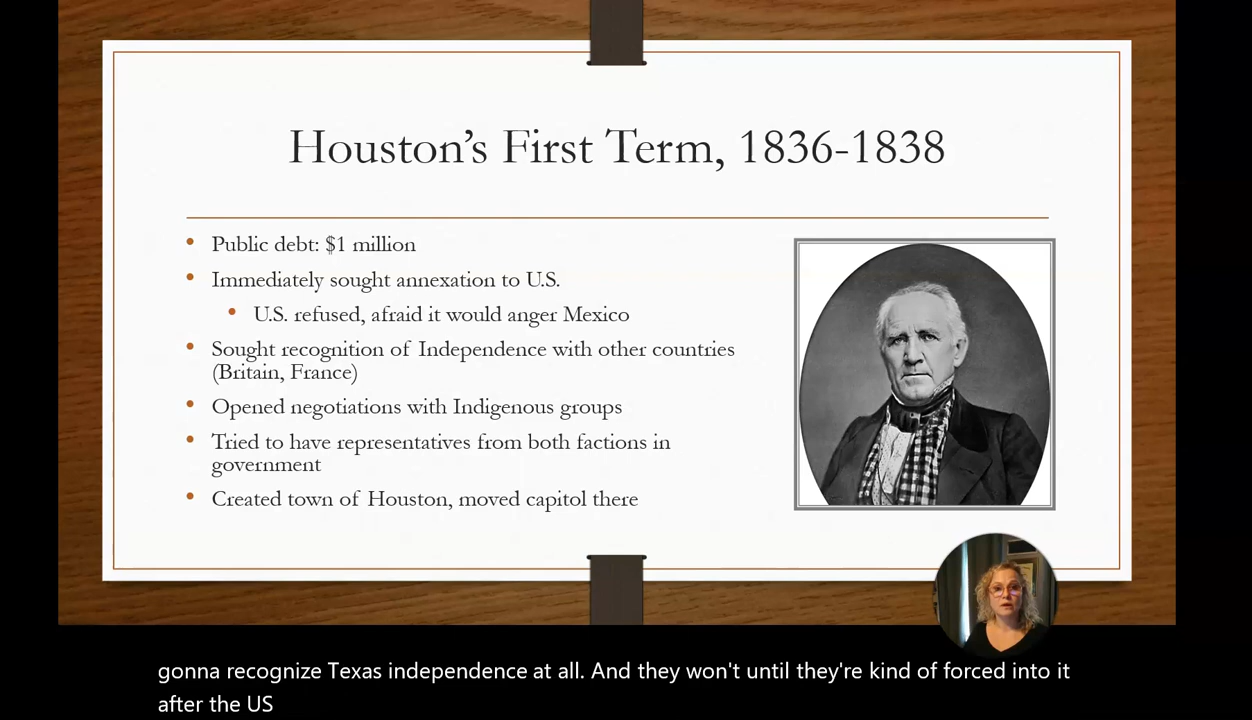 Houston's First Term, 1836-1838
• Public debt: $1 million
• Immediately sought annexation to U.S.
• U.S. refused, afraid it would anger Mexico
• Sought recognition of Independence with other countries
(Britain, France)
• Opened negotiations with Indigenous groups
• Tried to have representatives from both factions in
government
• Created town of Houston, moved capitol there
gonna recognize Texas independence at all. And they won't until they're kind of forced into it
after the US